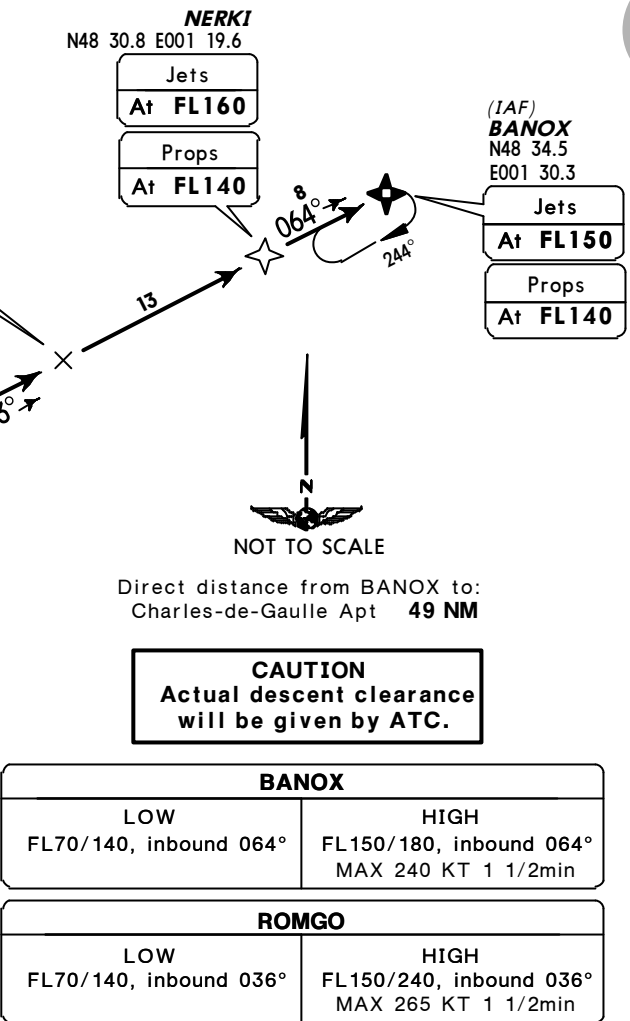 NERKI
N48 30.8 E001 19.6
Jets
At FL160
Props
At FL140
(IAF)
BANOX
N48 34.5
E001 30.3
Jets
At FL150
Props
At FL140
8
064°
244°
13
N
NOT TO SCALE
Direct distance from BANOX to:
Charles-de-Gaulle Apt 49 NM
CAUTION
Actual descent clearance
will be given by ATC.
BANOX
LOW
FL70/140, inbound 064°
HIGH
FL150/180, inbound 064°
MAX 240 KT 1 1/2min
ROMGO
LOW
FL70/140, inbound 036°
HIGH
FL150/240, inbound 036°
MAX 265 KT 1 1/2min